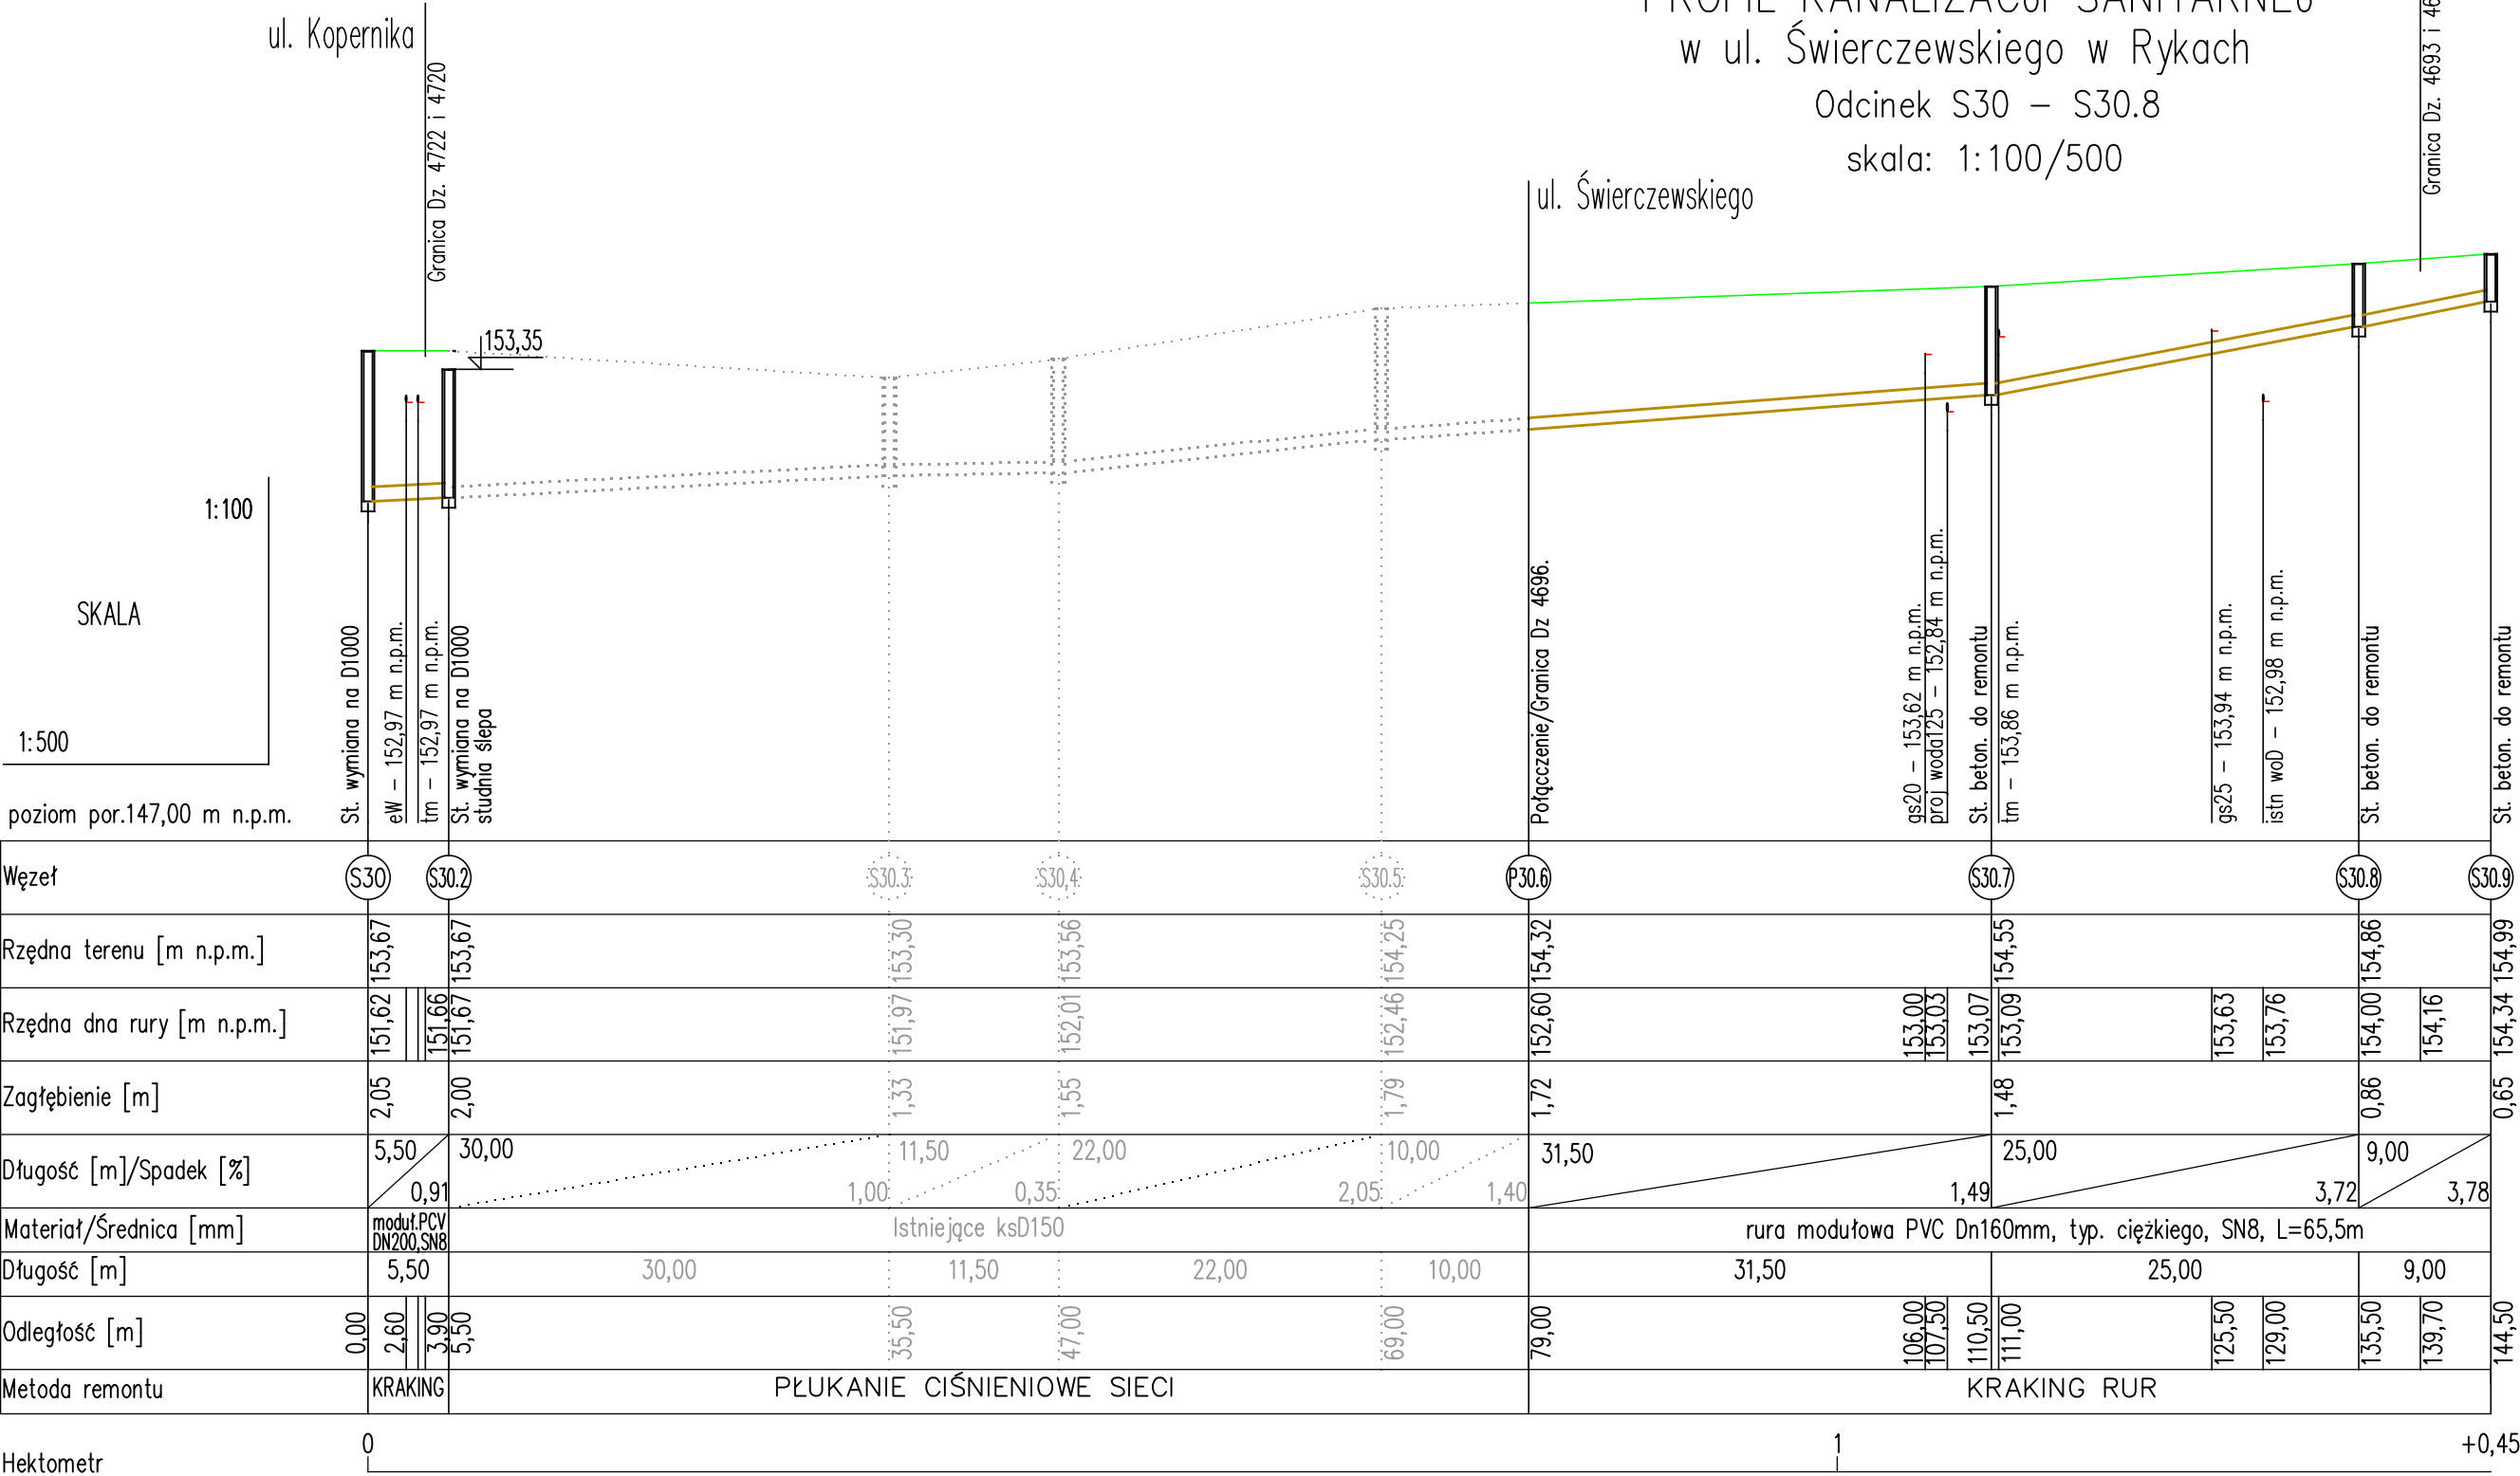 PROFIL KANALIZACJI SANITARNEJ
w ul. Świerczewskiego w Rykach
Odcinek S30 – S30.8
skala: 1:100/500
ul. Kopernika
Granica Dz. 4722 i 4720
ul. Świerczewskiego
Granica Dz. 4693 i 46
153,35
1:100
SKALA
1:500
poziom por.147,00 m n.p.m.
St. wymiana na D1000
eW – 152,97 m n.p.m.
tm – 152,97 m n.p.m.
St. wymiana na D1000
studnia ślepa
Połączenie/Granica Dz 4696.
gs20 – 153,62 m n.p.m.
proj woda125 – 152,84 m n.p.m.
St. beton. do remontu
tm – 153,86 m n.p.m.
gs25 – 153,94 m n.p.m.
istn woD – 152,98 m n.p.m.
St. beton. do remontu
St. beton. do remontu
Węzeł S30 S30.2 S30.3 S30,4 S30.5 P30.6 S30.7 S30.8 S30.9
Rzędna terenu [m n.p.m.] 153,67 153,67 153,30 153,56 154,25 154,32 154,55 154,86 154,99
Rzędna dna rury [m n.p.m.] 151,62 151,66 151,67 151,97 152,01 152,46 152,60 153,00 153,03 153,07 153,09 153,63 153,76 154,00 154,16 154,34
Zagłębienie [m] 2,05 2,00 1,33 1,55 1,79 1,72 1,48 0,86 0,65
Długość [m]/Spadek [%]
5,50 30,00 11,50 22,00 10,00 31,50 25,00 9,00
0,91 1,00 0,35 2,05 1,40 1,49 3,72 3,78
Materiał/Średnica [mm]
moduł.PCV
DN200,SN8
Istniejące ksD150
rura modułowa PVC Dn160mm, typ. ciężkiego, SN8, L=65,5m
Długość [m] 5,50 30,00 11,50 22,00 10,00 31,50 25,00 9,00
Odległość [m] 0,00 2,60 3,90 5,50 35,50 47,00 69,00 79,00 106,00 107,50 110,50 111,00 125,50 129,00 135,50 139,70 144,50
Metoda remontu KRAKING PŁUKANIE CIŚNIENIOWE SIECI KRAKING RUR
Hektometr 0 1 +0,45